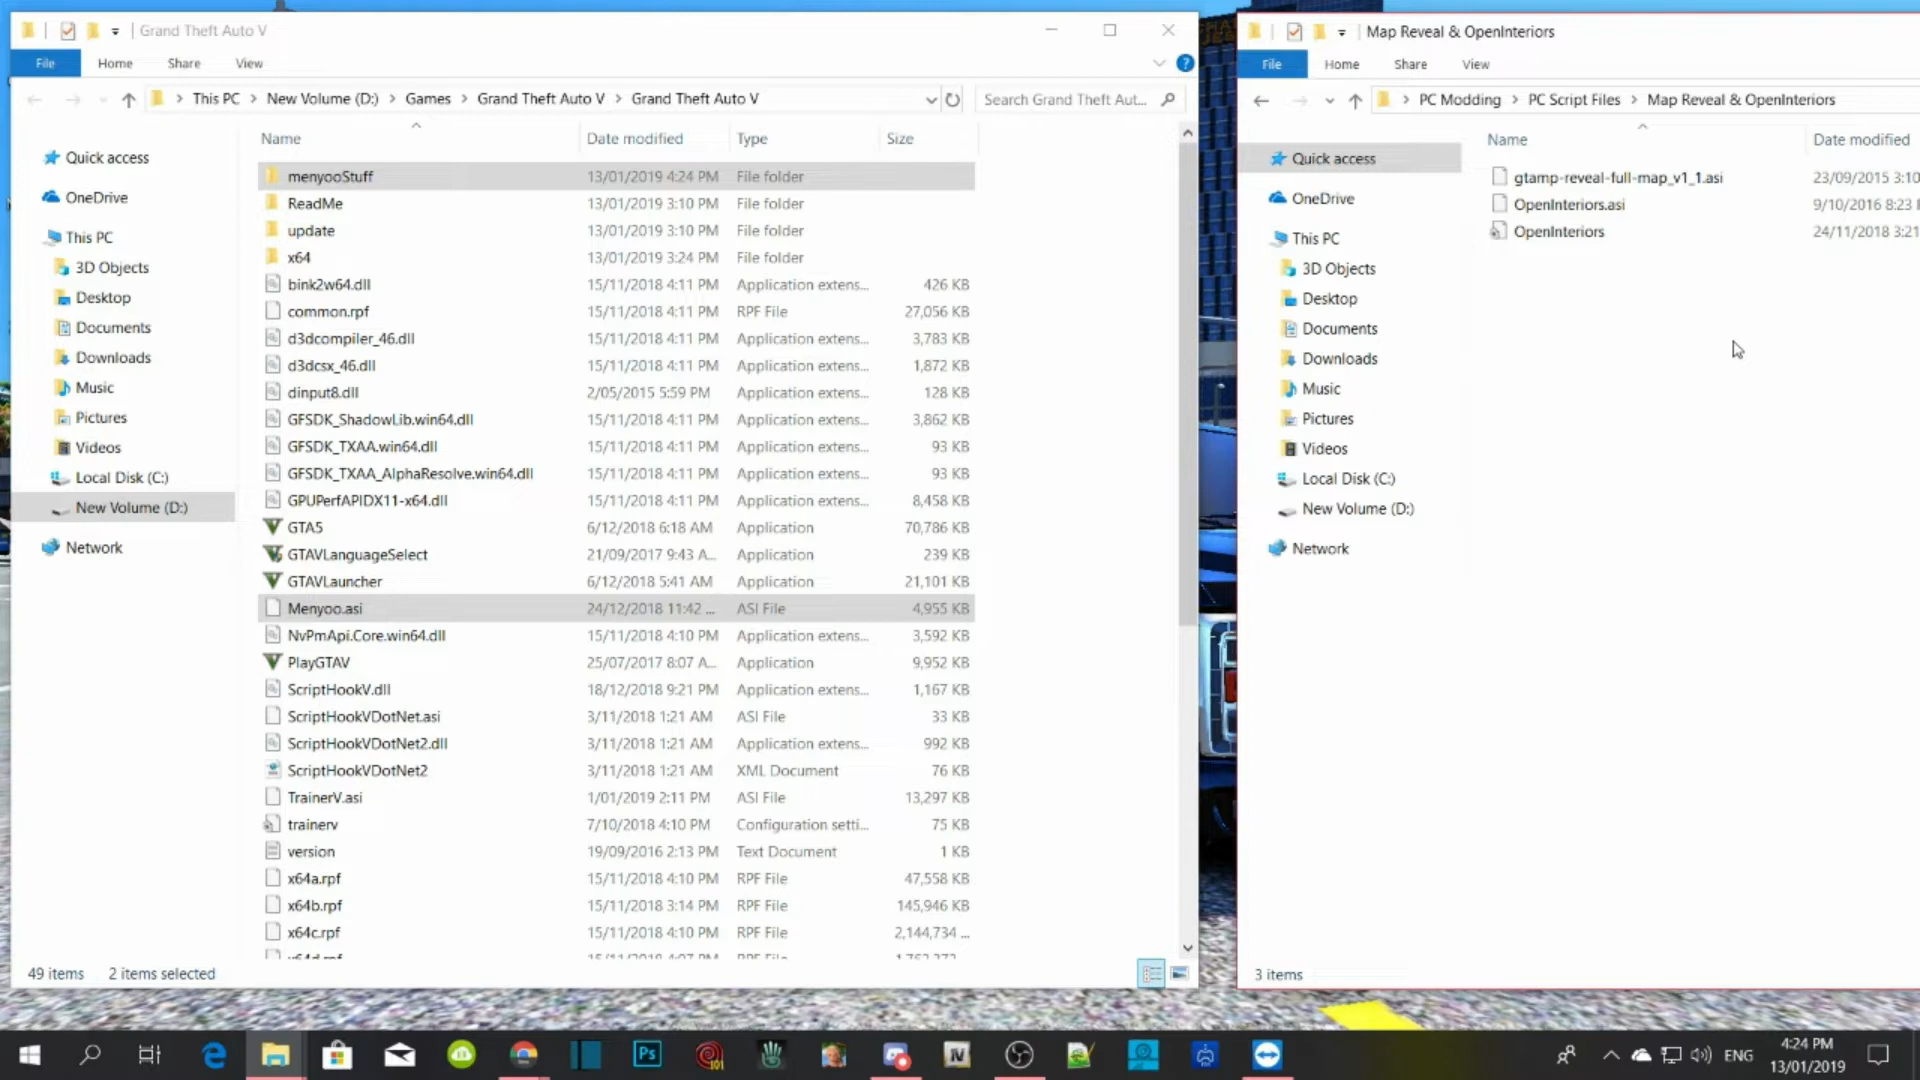 Grand Theft Auto V
File Home Share View
This PC > New Volume (D:) > Games > Grand Theft Auto V > Grand Theft Auto V
Search Grand Theft Aut...
Name Date modified Type Size
Quick access
OneDrive
This PC
3D Objects
Desktop
Documents
Downloads
Music
Pictures
Videos
Local Disk (C:)
New Volume (D:)
Network
menyooStuff 13/01/2019 4:24 PM File folder
ReadMe 13/01/2019 3:10 PM File folder
update 13/01/2019 3:10 PM File folder
x64 13/01/2019 3:24 PM File folder
bink2w64.dll 15/11/2018 4:11 PM Application extens... 426 KB
common.rpf 15/11/2018 4:11 PM RPF File 27,056 KB
d3dcompiler_46.dll 15/11/2018 4:11 PM Application extens... 3,783 KB
d3dcsx_46.dll 15/11/2018 4:11 PM Application extens... 1,872 KB
dinput8.dll 2/05/2015 5:59 PM Application extens... 128 KB
GFSDK_ShadowLib.win64.dll 15/11/2018 4:11 PM Application extens... 3,862 KB
GFSDK_TXAA.win64.dll 15/11/2018 4:11 PM Application extens... 93 KB
GFSDK_TXAA_AlphaResolve.win64.dll 15/11/2018 4:11 PM Application extens... 93 KB
GPUPerfAPIDX11-x64.dll 15/11/2018 4:11 PM Application extens... 8,458 KB
GTA5 6/12/2018 6:18 AM Application 70,786 KB
GTAVLanguageSelect 21/09/2017 9:43 A... Application 239 KB
GTAVLauncher 6/12/2018 5:41 AM Application 21,101 KB
Menyoo.asi 24/12/2018 11:42 ... ASI File 4,955 KB
NvPmApi.Core.win64.dll 15/11/2018 4:10 PM Application extens... 3,592 KB
PlayGTAV 25/07/2017 8:07 A... Application 9,952 KB
ScriptHookV.dll 18/12/2018 9:21 PM Application extens... 1,167 KB
ScriptHookVDotNet.asi 3/11/2018 1:21 AM ASI File 33 KB
ScriptHookVDotNet2.dll 3/11/2018 1:21 AM Application extens... 992 KB
ScriptHookVDotNet2 3/11/2018 1:21 AM XML Document 76 KB
TrainerV.asi 1/01/2019 2:11 PM ASI File 13,297 KB
trainerv 7/10/2018 4:10 PM Configuration setti... 75 KB
version 19/09/2016 2:13 PM Text Document 1 KB
x64a.rpf 15/11/2018 4:10 PM RPF File 47,558 KB
x64b.rpf 15/11/2018 3:14 PM RPF File 145,946 KB
x64c.rpf 15/11/2018 4:10 PM RPF File 2,144,734 ...
49 items 2 items selected
Map Reveal & OpenInteriors
File Home Share View
PC Modding > PC Script Files > Map Reveal & OpenInteriors
Name Date modified
Quick access
OneDrive
This PC
3D Objects
Desktop
Documents
Downloads
Music
Pictures
Videos
Local Disk (C:)
New Volume (D:)
Network
gtamp-reveal-full-map_v1_1.asi 23/09/2015 3:10
OpenInteriors.asi 9/10/2016 8:23
OpenInteriors 24/11/2018 3:21
3 items
Ps
101
IV
ENG
4:24 PM
13/01/2019